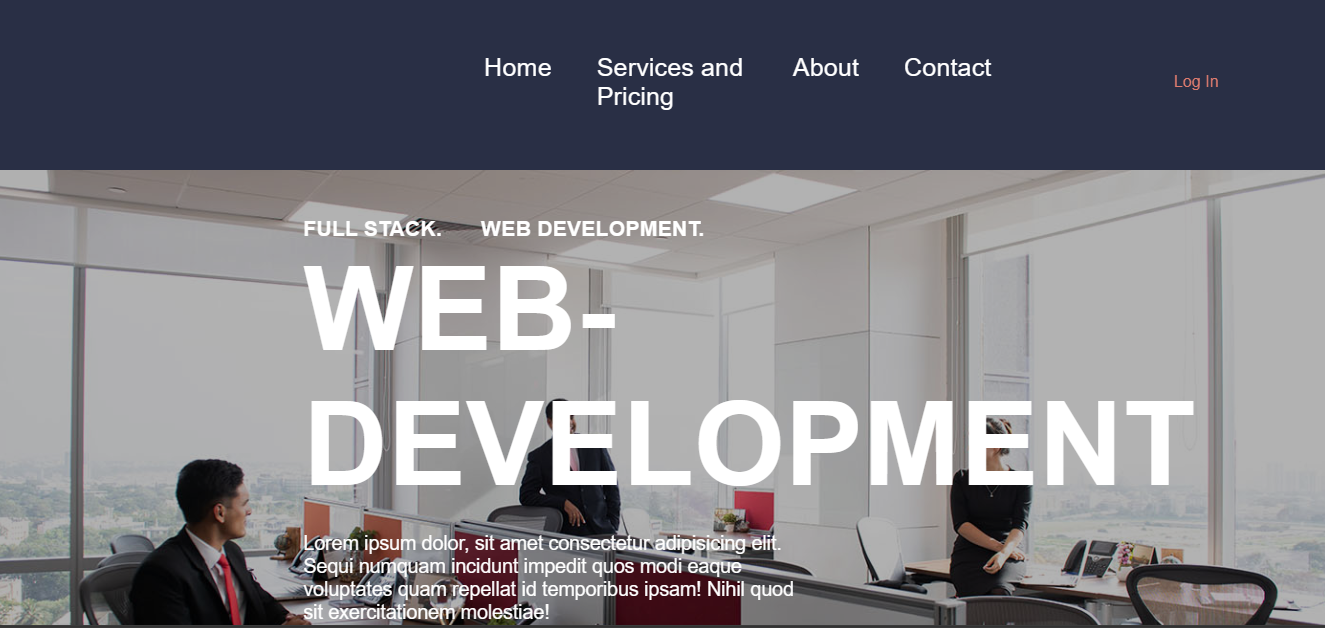 Home
Services and
Pricing
About
Contact
Log In
FULL STACK. WEB DEVELOPMENT.
WEB-
DEVELOPMENT
Lorem ipsum dolor, sit amet consectetur adipisicing elit.
Sequi numquam incidunt impedit quos modi eaque
voluptates quam repellat id temporibus ipsam! Nihil quod
sit exercitationem molestiae!